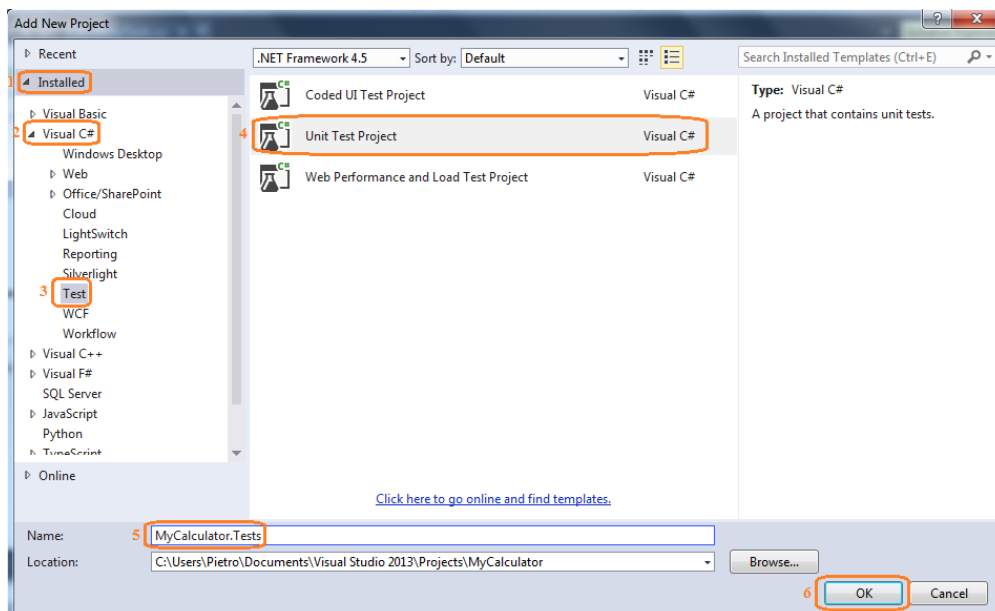 Add New Project
?
Recent
.NET Framework 4.5 Sort by: Default
Search Installed Templates (Ctrl+E)
1 Installed
Visual Basic
2 Visual C#
Windows Desktop
Web
Office/SharePoint
Cloud
LightSwitch
Reporting
Silverlight
3 Test
WCF
Workflow
Visual C++
Visual F#
SQL Server
JavaScript
Python
TypeScript
Online
C# Coded UI Test Project Visual C#
4 C# Unit Test Project Visual C#
C# Web Performance and Load Test Project Visual C#
Click here to go online and find templates.
Type: Visual C#
A project that contains unit tests.
Name: 5 MyCalculator.Tests
Location: C:\Users\Pietro\Documents\Visual Studio 2013\Projects\MyCalculator Browse...
6 OK Cancel